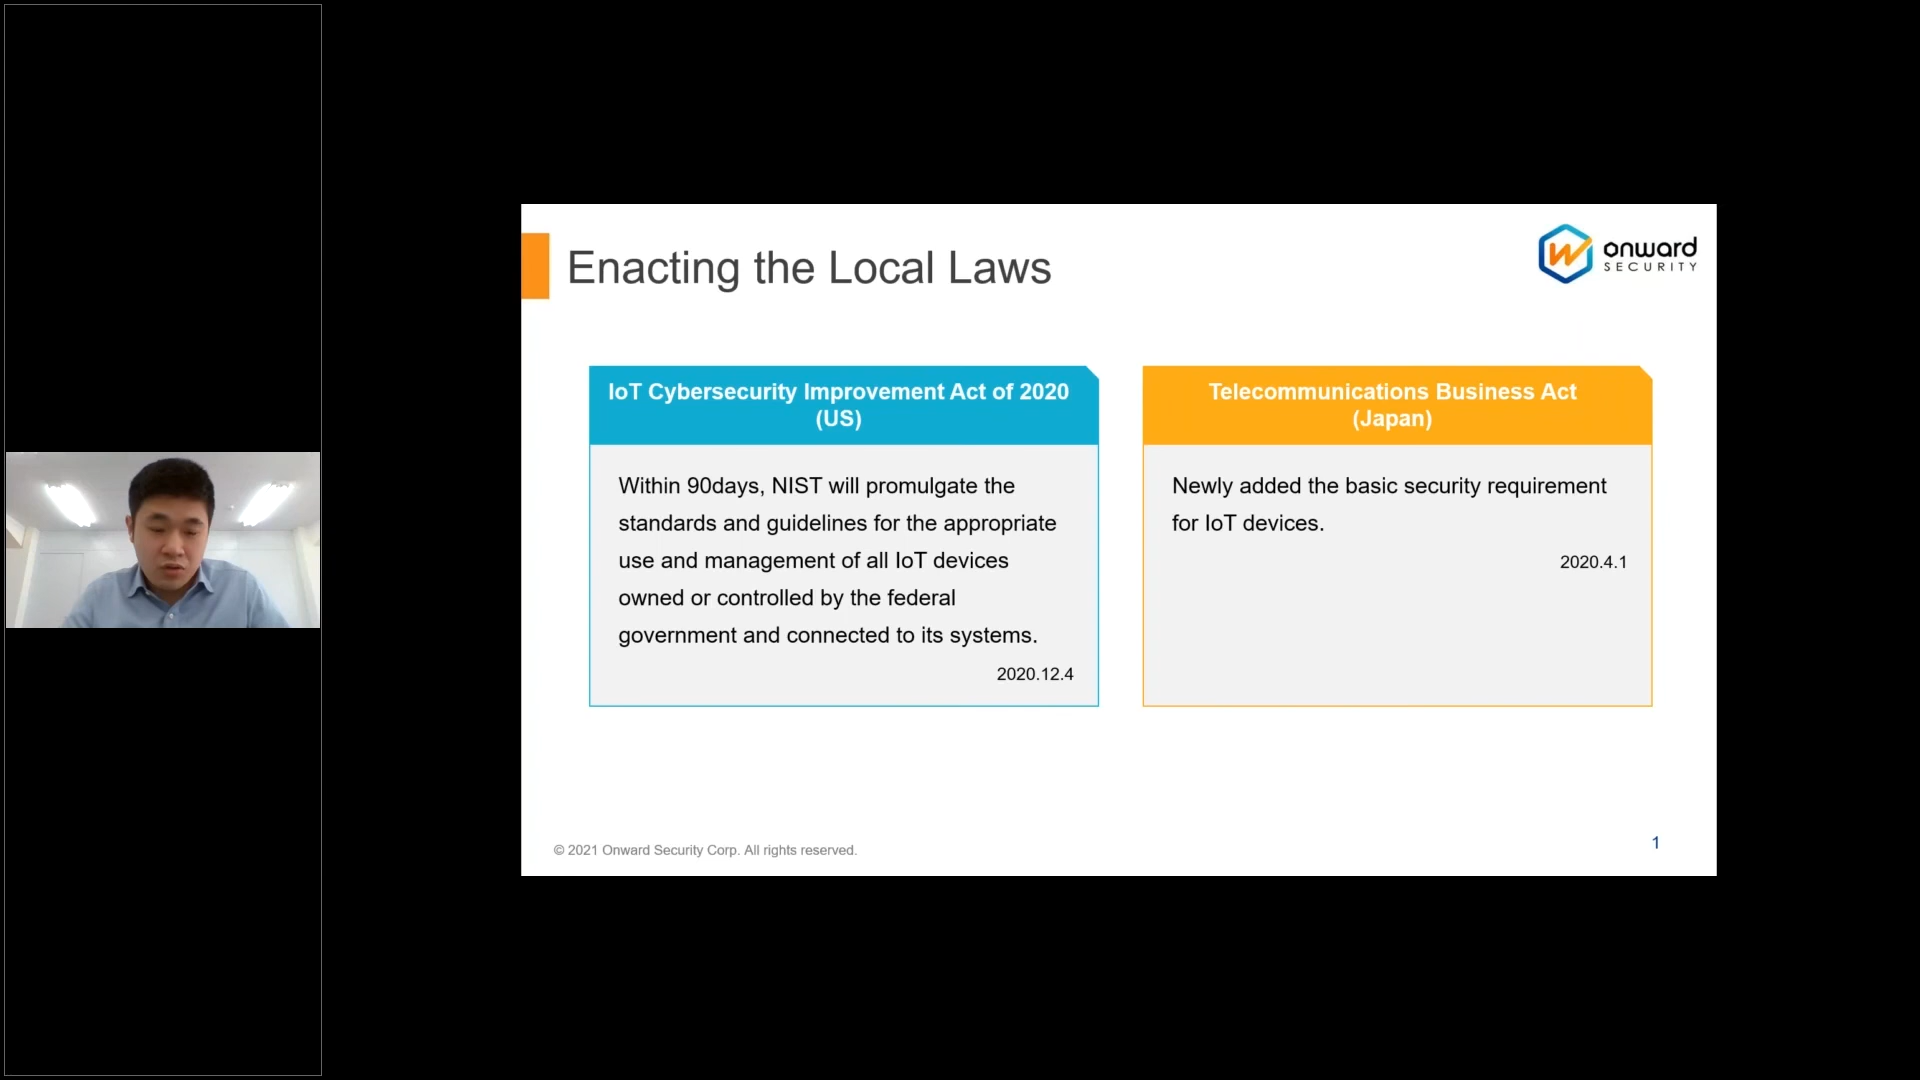 Enacting the Local Laws
onward
SECURITY
IoT Cybersecurity Improvement Act of 2020
(US)
Within 90days, NIST will promulgate the
standards and guidelines for the appropriate
use and management of all IoT devices
owned or controlled by the federal
government and connected to its systems.
2020.12.4
Telecommunications Business Act
(Japan)
Newly added the basic security requirement
for IoT devices.
2020.4.1
© 2021 Onward Security Corp. All rights reserved.
1